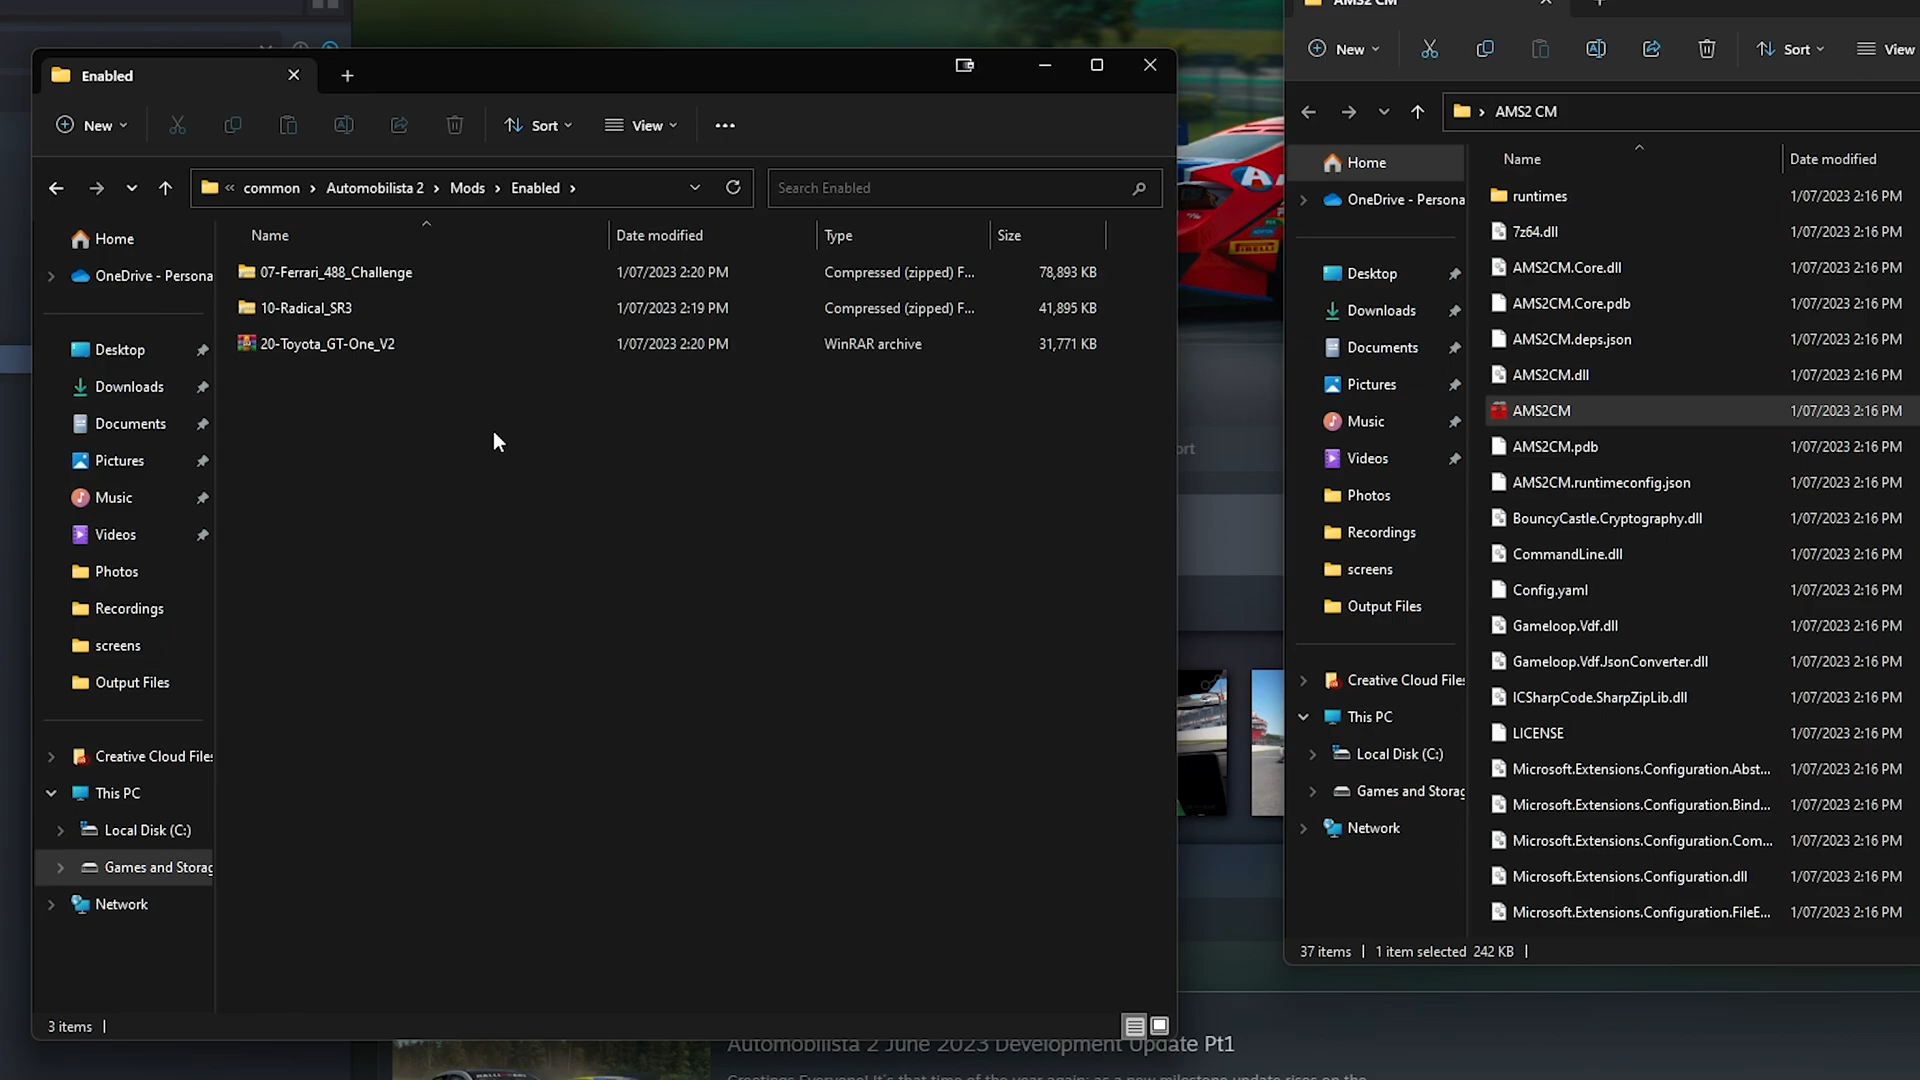 Enabled
New
Sort
View
common
Automobilista 2
Mods
Enabled
Search Enabled
Home
OneDrive - Persona
Desktop
Downloads
Documents
Pictures
Music
Videos
Photos
Recordings
screens
Output Files
Creative Cloud File
This PC
Local Disk (C:)
Games and Storag
Network
Name Date modified Type Size
07-Ferrari_488_Challenge 1/07/2023 2:20 PM Compressed (zipped) F... 78,893 KB
10-Radical_SR3 1/07/2023 2:19 PM Compressed (zipped) F... 41,895 KB
20-Toyota_GT-One_V2 1/07/2023 2:20 PM WinRAR archive 31,771 KB
3 items
AMS2 CM
New
Sort
View
AMS2 CM
Home
OneDrive - Persona
Desktop
Downloads
Documents
Pictures
Music
Videos
Photos
Recordings
screens
Output Files
Creative Cloud File
This PC
Local Disk (C:)
Games and Storag
Network
Name Date modified
runtimes 1/07/2023 2:16 PM
7z64.dll 1/07/2023 2:16 PM
AMS2CM.Core.dll 1/07/2023 2:16 PM
AMS2CM.Core.pdb 1/07/2023 2:16 PM
AMS2CM.deps.json 1/07/2023 2:16 PM
AMS2CM.dll 1/07/2023 2:16 PM
AMS2CM 1/07/2023 2:16 PM
AMS2CM.pdb 1/07/2023 2:16 PM
AMS2CM.runtimeconfig.json 1/07/2023 2:16 PM
BouncyCastle.Cryptography.dll 1/07/2023 2:16 PM
CommandLine.dll 1/07/2023 2:16 PM
Config.yaml 1/07/2023 2:16 PM
Gameloop.Vdf.dll 1/07/2023 2:16 PM
Gameloop.Vdf.JsonConverter.dll 1/07/2023 2:16 PM
ICSharpCode.SharpZipLib.dll 1/07/2023 2:16 PM
LICENSE 1/07/2023 2:16 PM
Microsoft.Extensions.Configuration.Abst... 1/07/2023 2:16 PM
Microsoft.Extensions.Configuration.Bind... 1/07/2023 2:16 PM
Microsoft.Extensions.Configuration.Com... 1/07/2023 2:16 PM
Microsoft.Extensions.Configuration.dll 1/07/2023 2:16 PM
Microsoft.Extensions.Configuration.FileE... 1/07/2023 2:16 PM
37 items 1 item selected 242 KB
ort
PIRELLI
Automobilista 2 June 2023 Development Update Pt1